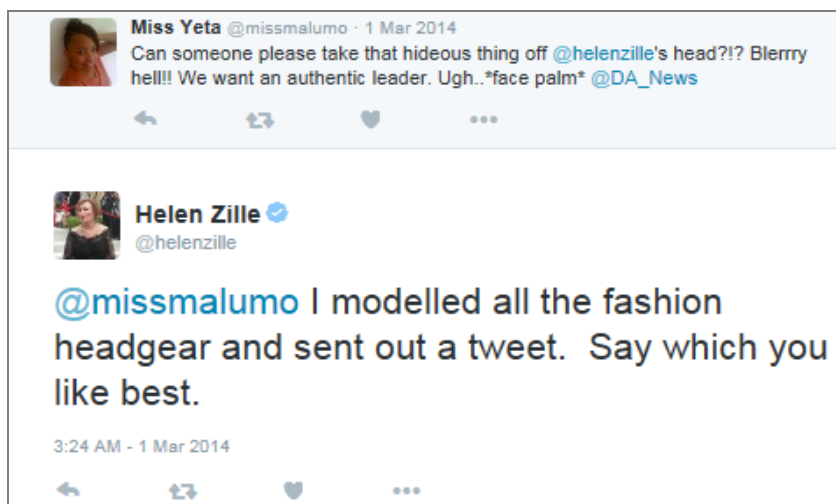 Miss Yeta @missmalumo · 1 Mar 2014
Can someone please take that hideous thing off @helenzille's head?!? Blerrry
hell!! We want an authentic leader. Ugh..*face palm* @DA_News
Helen Zille
@helenzille
@missmalumo I modelled all the fashion
headgear and sent out a tweet.  Say which you
like best.
3:24 AM - 1 Mar 2014